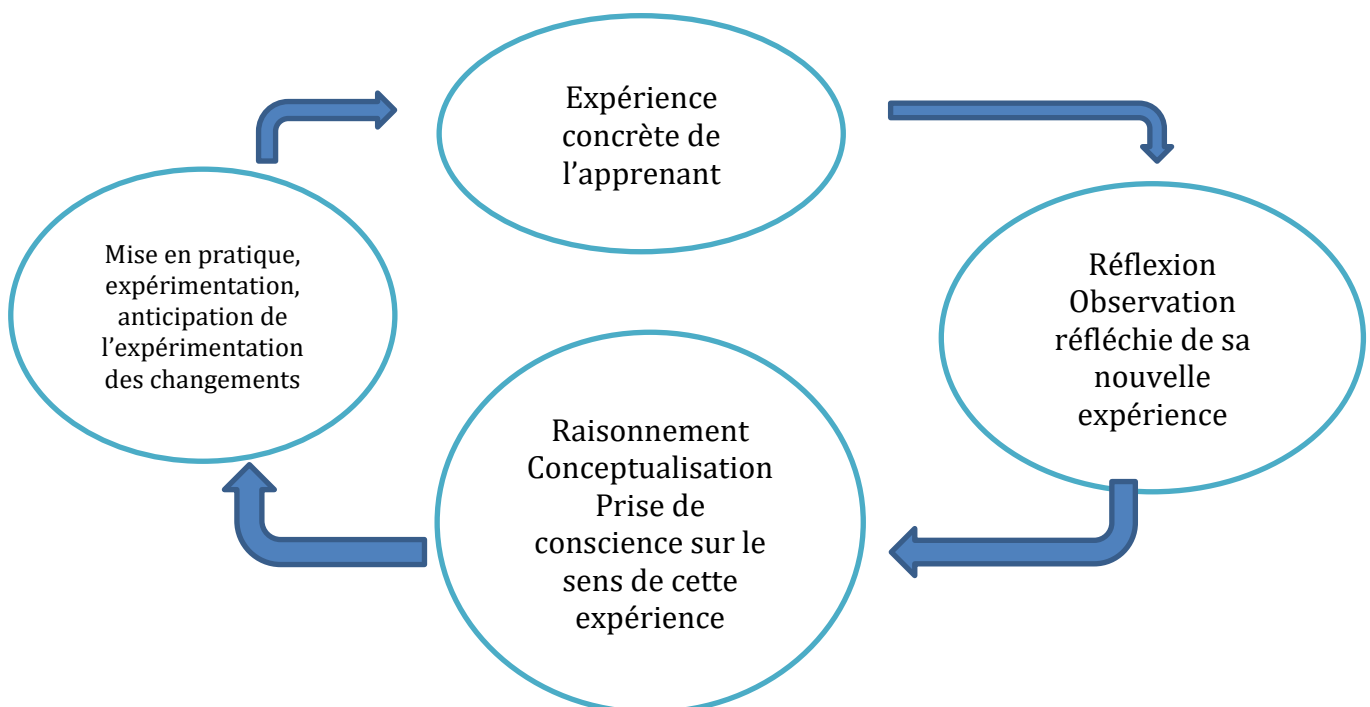 Expérience
concrète de
l’apprenant
Réflexion
Observation
réfléchie de sa
nouvelle
expérience
Raisonnement
Conceptualisation
Prise de
conscience sur le
sens de cette
expérience
Mise en pratique,
expérimentation,
anticipation de
l’expérimentation
des changements